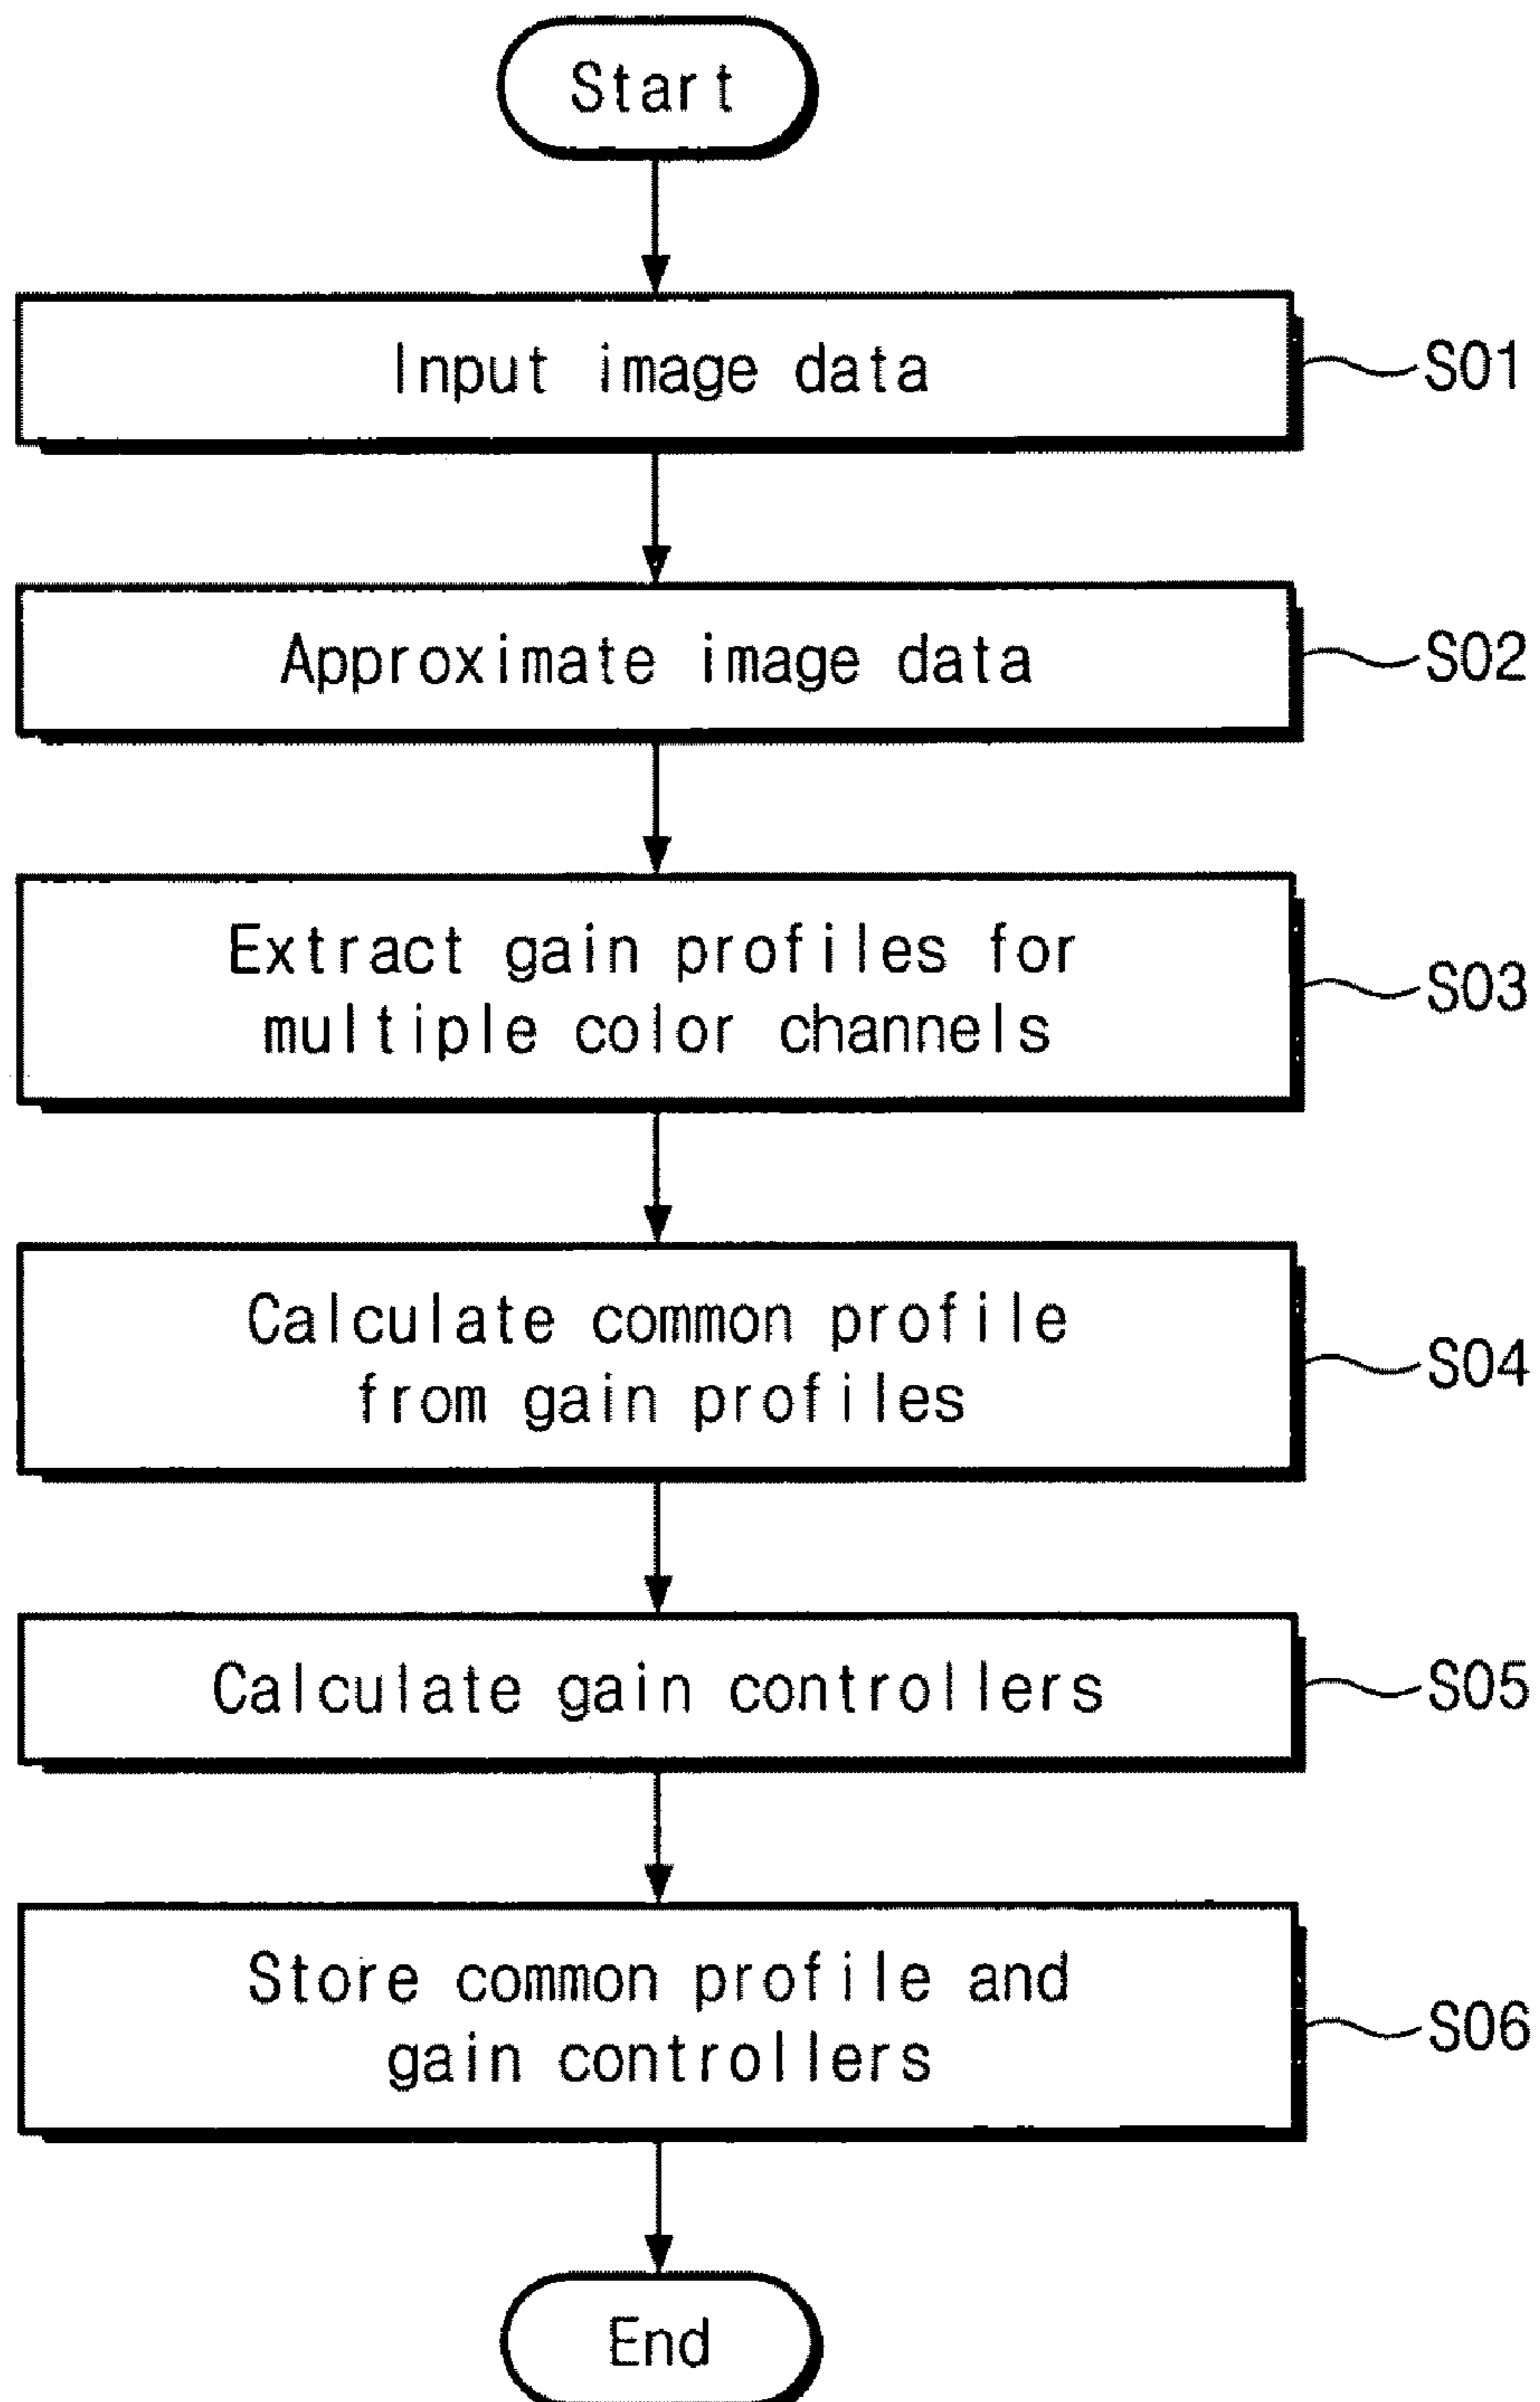 Start
Input image data
S01
Approximate image data
S02
Extract gain profiles for
multiple color channels
S03
Calculate common profile
from gain profiles
S04
Calculate gain controllers
S05
Store common profile and
gain controllers
S06
End